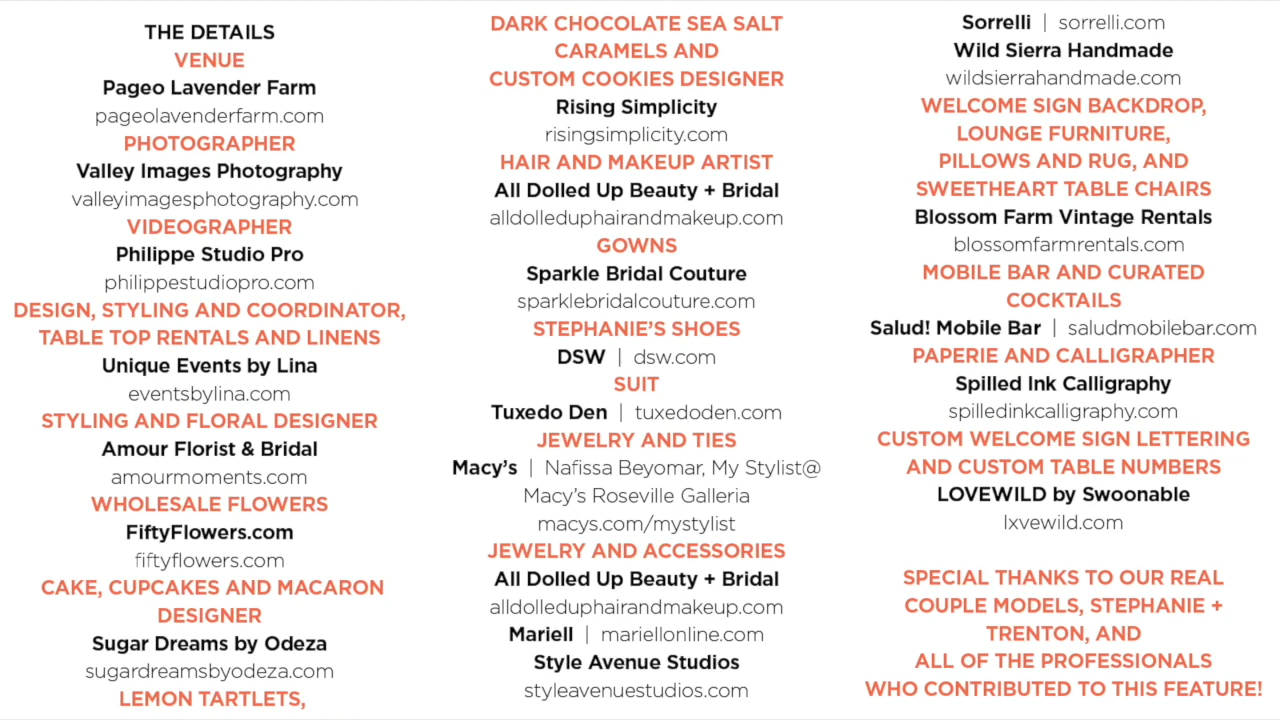 THE DETAILS
VENUE
Pageo Lavender Farm
pageolavenderfarm.com
PHOTOGRAPHER
Valley Images Photography
valleyimagesphotography.com
VIDEOGRAPHER
Philippe Studio Pro
philippestudiopro.com
DESIGN, STYLING AND COORDINATOR,
TABLE TOP RENTALS AND LINENS
Unique Events by Lina
eventsbylina.com
STYLING AND FLORAL DESIGNER
Amour Florist & Bridal
amourmoments.com
WHOLESALE FLOWERS
FiftyFlowers.com
fiftyflowers.com
CAKE, CUPCAKES AND MACARON
DESIGNER
Sugar Dreams by Odeza
sugardreamsbyodeza.com
LEMON TARTLETS,
DARK CHOCOLATE SEA SALT
CARAMELS AND
CUSTOM COOKIES DESIGNER
Rising Simplicity
risingsimplicity.com
HAIR AND MAKEUP ARTIST
All Dolled Up Beauty + Bridal
alldolleduphairandmakeup.com
GOWNS
Sparkle Bridal Couture
sparklebridalcouture.com
STEPHANIE’S SHOES
DSW | dsw.com
SUIT
Tuxedo Den | tuxedoden.com
JEWELRY AND TIES
Macy’s | Nafissa Beyomar, My Stylist@
Macy’s Roseville Galleria
macys.com/mystylist
JEWELRY AND ACCESSORIES
All Dolled Up Beauty + Bridal
alldolleduphairandmakeup.com
Mariell | mariellonline.com
Style Avenue Studios
styleavenuestudios.com
Sorrelli | sorrelli.com
Wild Sierra Handmade
wildsierrahandmade.com
WELCOME SIGN BACKDROP,
LOUNGE FURNITURE,
PILLOWS AND RUG, AND
SWEETHEART TABLE CHAIRS
Blossom Farm Vintage Rentals
blossomfarmrentals.com
MOBILE BAR AND CURATED
COCKTAILS
Salud! Mobile Bar | saludmobilebar.com
PAPERIE AND CALLIGRAPHER
Spilled Ink Calligraphy
spilledinkcalligraphy.com
CUSTOM WELCOME SIGN LETTERING
AND CUSTOM TABLE NUMBERS
LOVEWILD by Swoonable
lxvewild.com
SPECIAL THANKS TO OUR REAL
COUPLE MODELS, STEPHANIE +
TRENTON, AND
ALL OF THE PROFESSIONALS
WHO CONTRIBUTED TO THIS FEATURE!